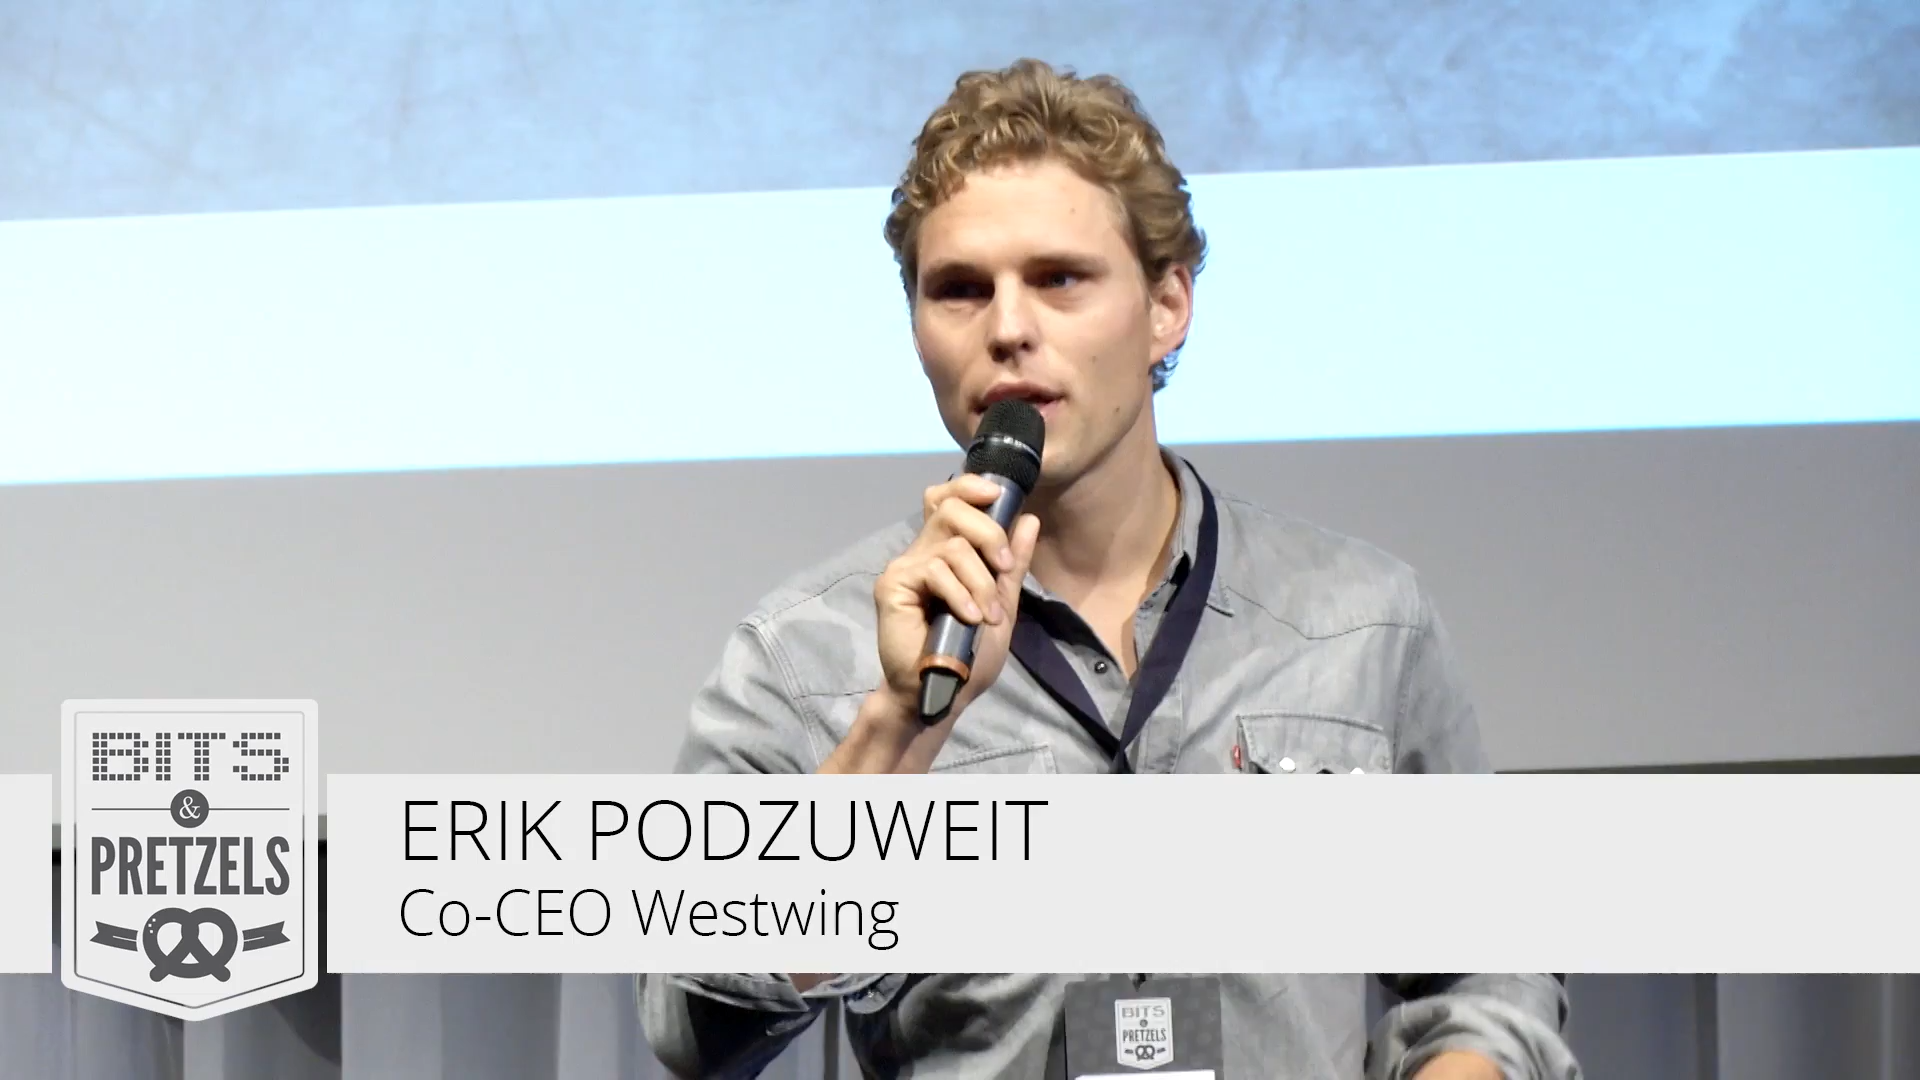 BITS
&
PRETZELS
ERIK PODZUWEIT
Co-CEO Westwing
BITS
&
PRETZELS